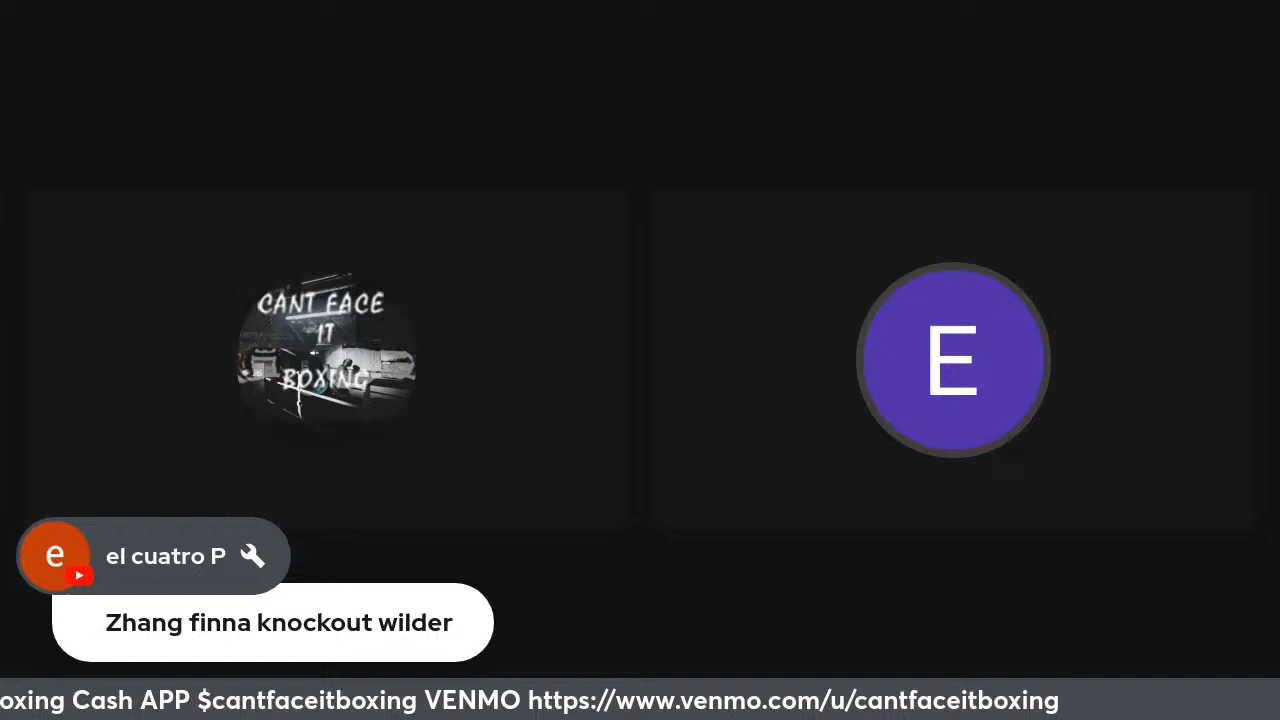 CANT FACE
IT
BOXING
E
e
el cuatro P
Zhang finna knockout wilder
oxing Cash APP $cantfaceitboxing VENMO https://www.venmo.com/u/cantfaceitboxing